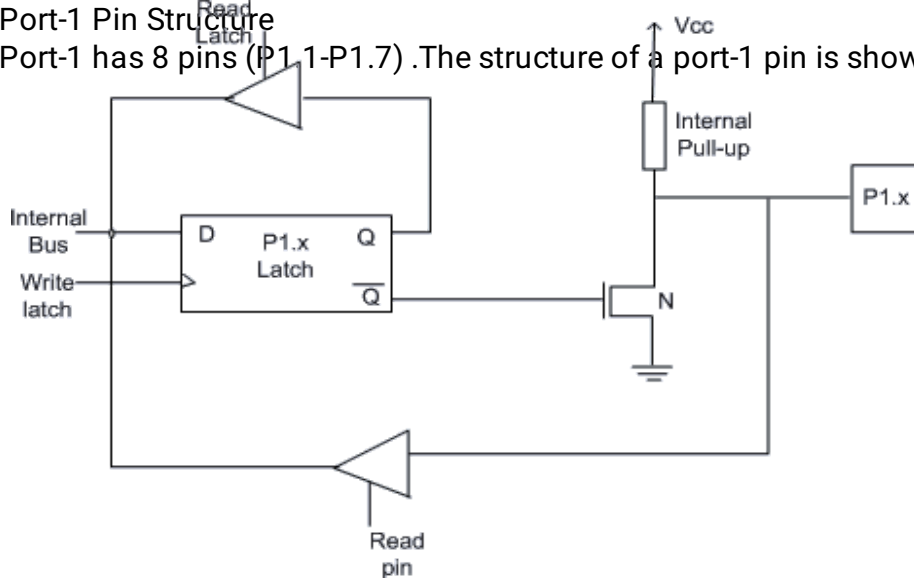 Port-1 Pin Structure
Read
Latch
Port-1 has 8 pins (P1.1-P1.7) .The structure of a port-1 pin is show
Vcc
Internal
Pull-up
P1.x
Internal
Bus
D
P1.x
Latch
Q
Write
latch
Q̅
N
Read
pin